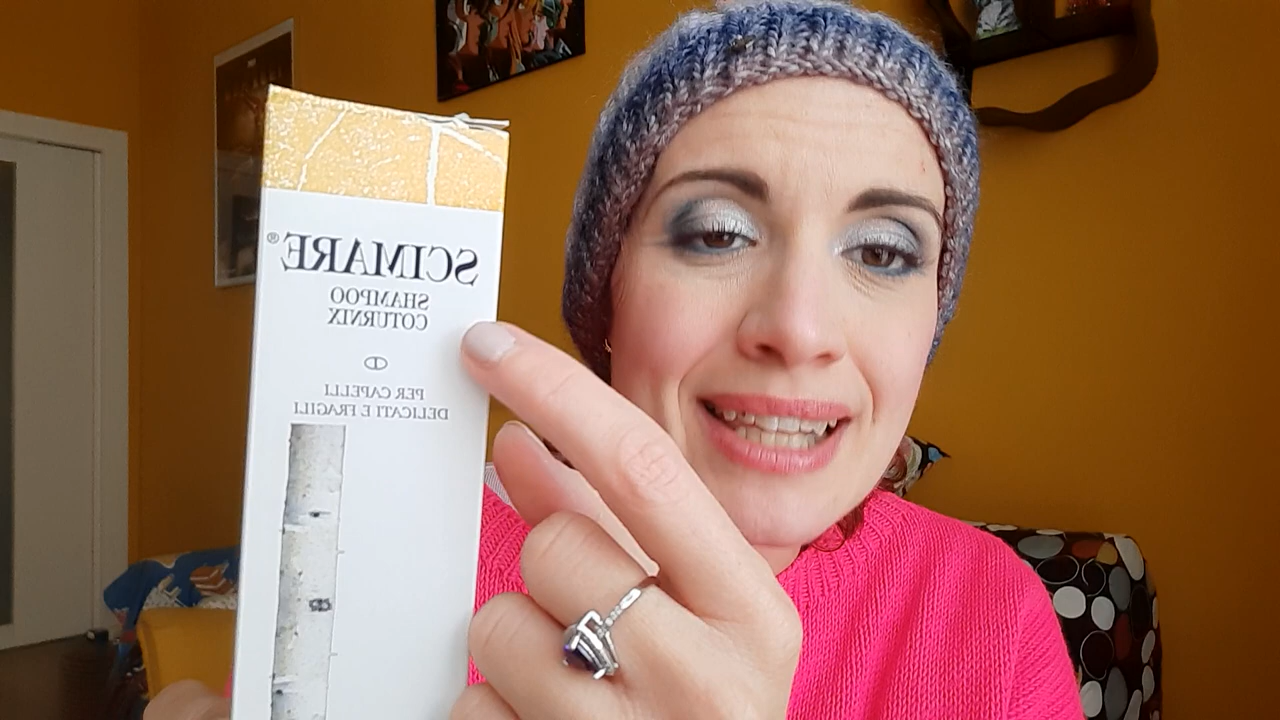 SCIMARE®
SHAMPOO
COTURNIX
PER CAPELLI
DELICATI E FRAGILI